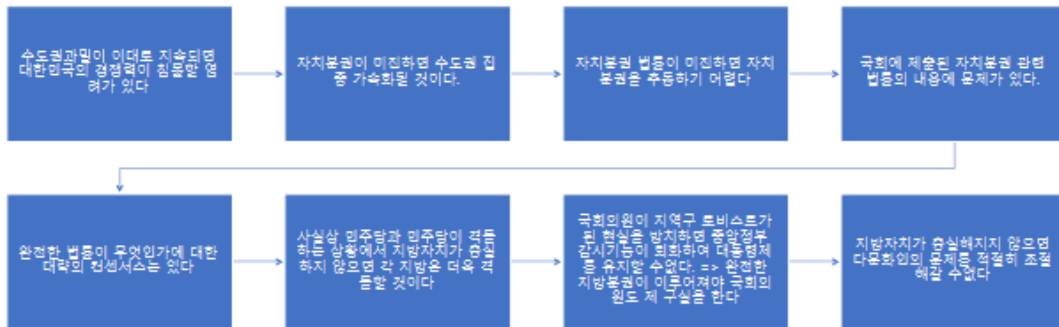 수도권과밀이 이대로 지속되면
대한민국의 경쟁력이 침몰할 염
려가 있다
자치분권이 미진하면 수도권 집
중 가속화될 것이다.
자치분권 법률이 미진하면 자치
분권을 추동하기 어렵다
국회에 제출된 자치분권 관련
법률의 내용에 문제가 있다.
완전한 법률이 무엇인가에 대한
대략의 컨센서스는 있다
사실상 민주당과 민주당이 격돌
하는 상황에서 지방자치가 충실
하지 않으면 각 지방은 더욱 격
돌할 것이다
국회의원이 지역구 로비스트가
된 현실을 방치하면 중앙정부
감시기능이 퇴화하여 대통령제
를 유지할 수없다. => 완전한
지방분권이 이루어져야 국회의
원도 제 구실을 한다
지방자치가 충실해지지 않으면
다문화인의 문제를 적절히 조절
해갈 수없다